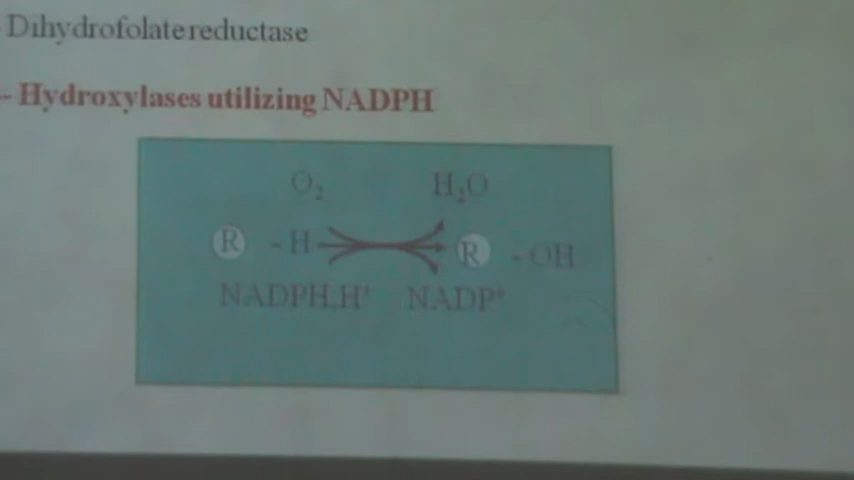 - Dihydrofolate reductase
- Hydroxylases utilizing NADPH
O₂ H₂O
R - H R - OH
NADPH,H⁺ NADP⁺